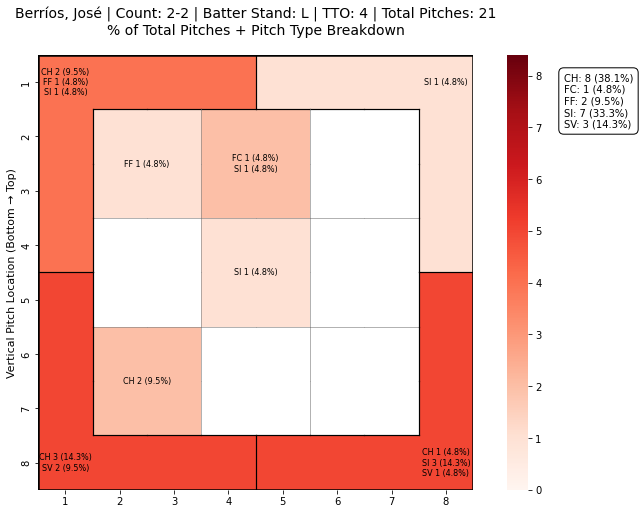 Berríos, José | Count: 2-2 | Batter Stand: L | TTO: 4 | Total Pitches: 21
% of Total Pitches + Pitch Type Breakdown
CH 2 (9.5%)
FF 1 (4.8%)
SI 1 (4.8%)
SI 1 (4.8%)
FF 1 (4.8%)
FC 1 (4.8%)
SI 1 (4.8%)
SI 1 (4.8%)
CH 2 (9.5%)
CH 3 (14.3%)
SV 2 (9.5%)
CH 1 (4.8%)
SI 3 (14.3%)
SV 1 (4.8%)
Vertical Pitch Location (Bottom → Top)
1
2
3
4
5
6
7
8
1
2
3
4
5
6
7
8
8
7
6
5
4
3
2
1
0
CH: 8 (38.1%)
FC: 1 (4.8%)
FF: 2 (9.5%)
SI: 7 (33.3%)
SV: 3 (14.3%)